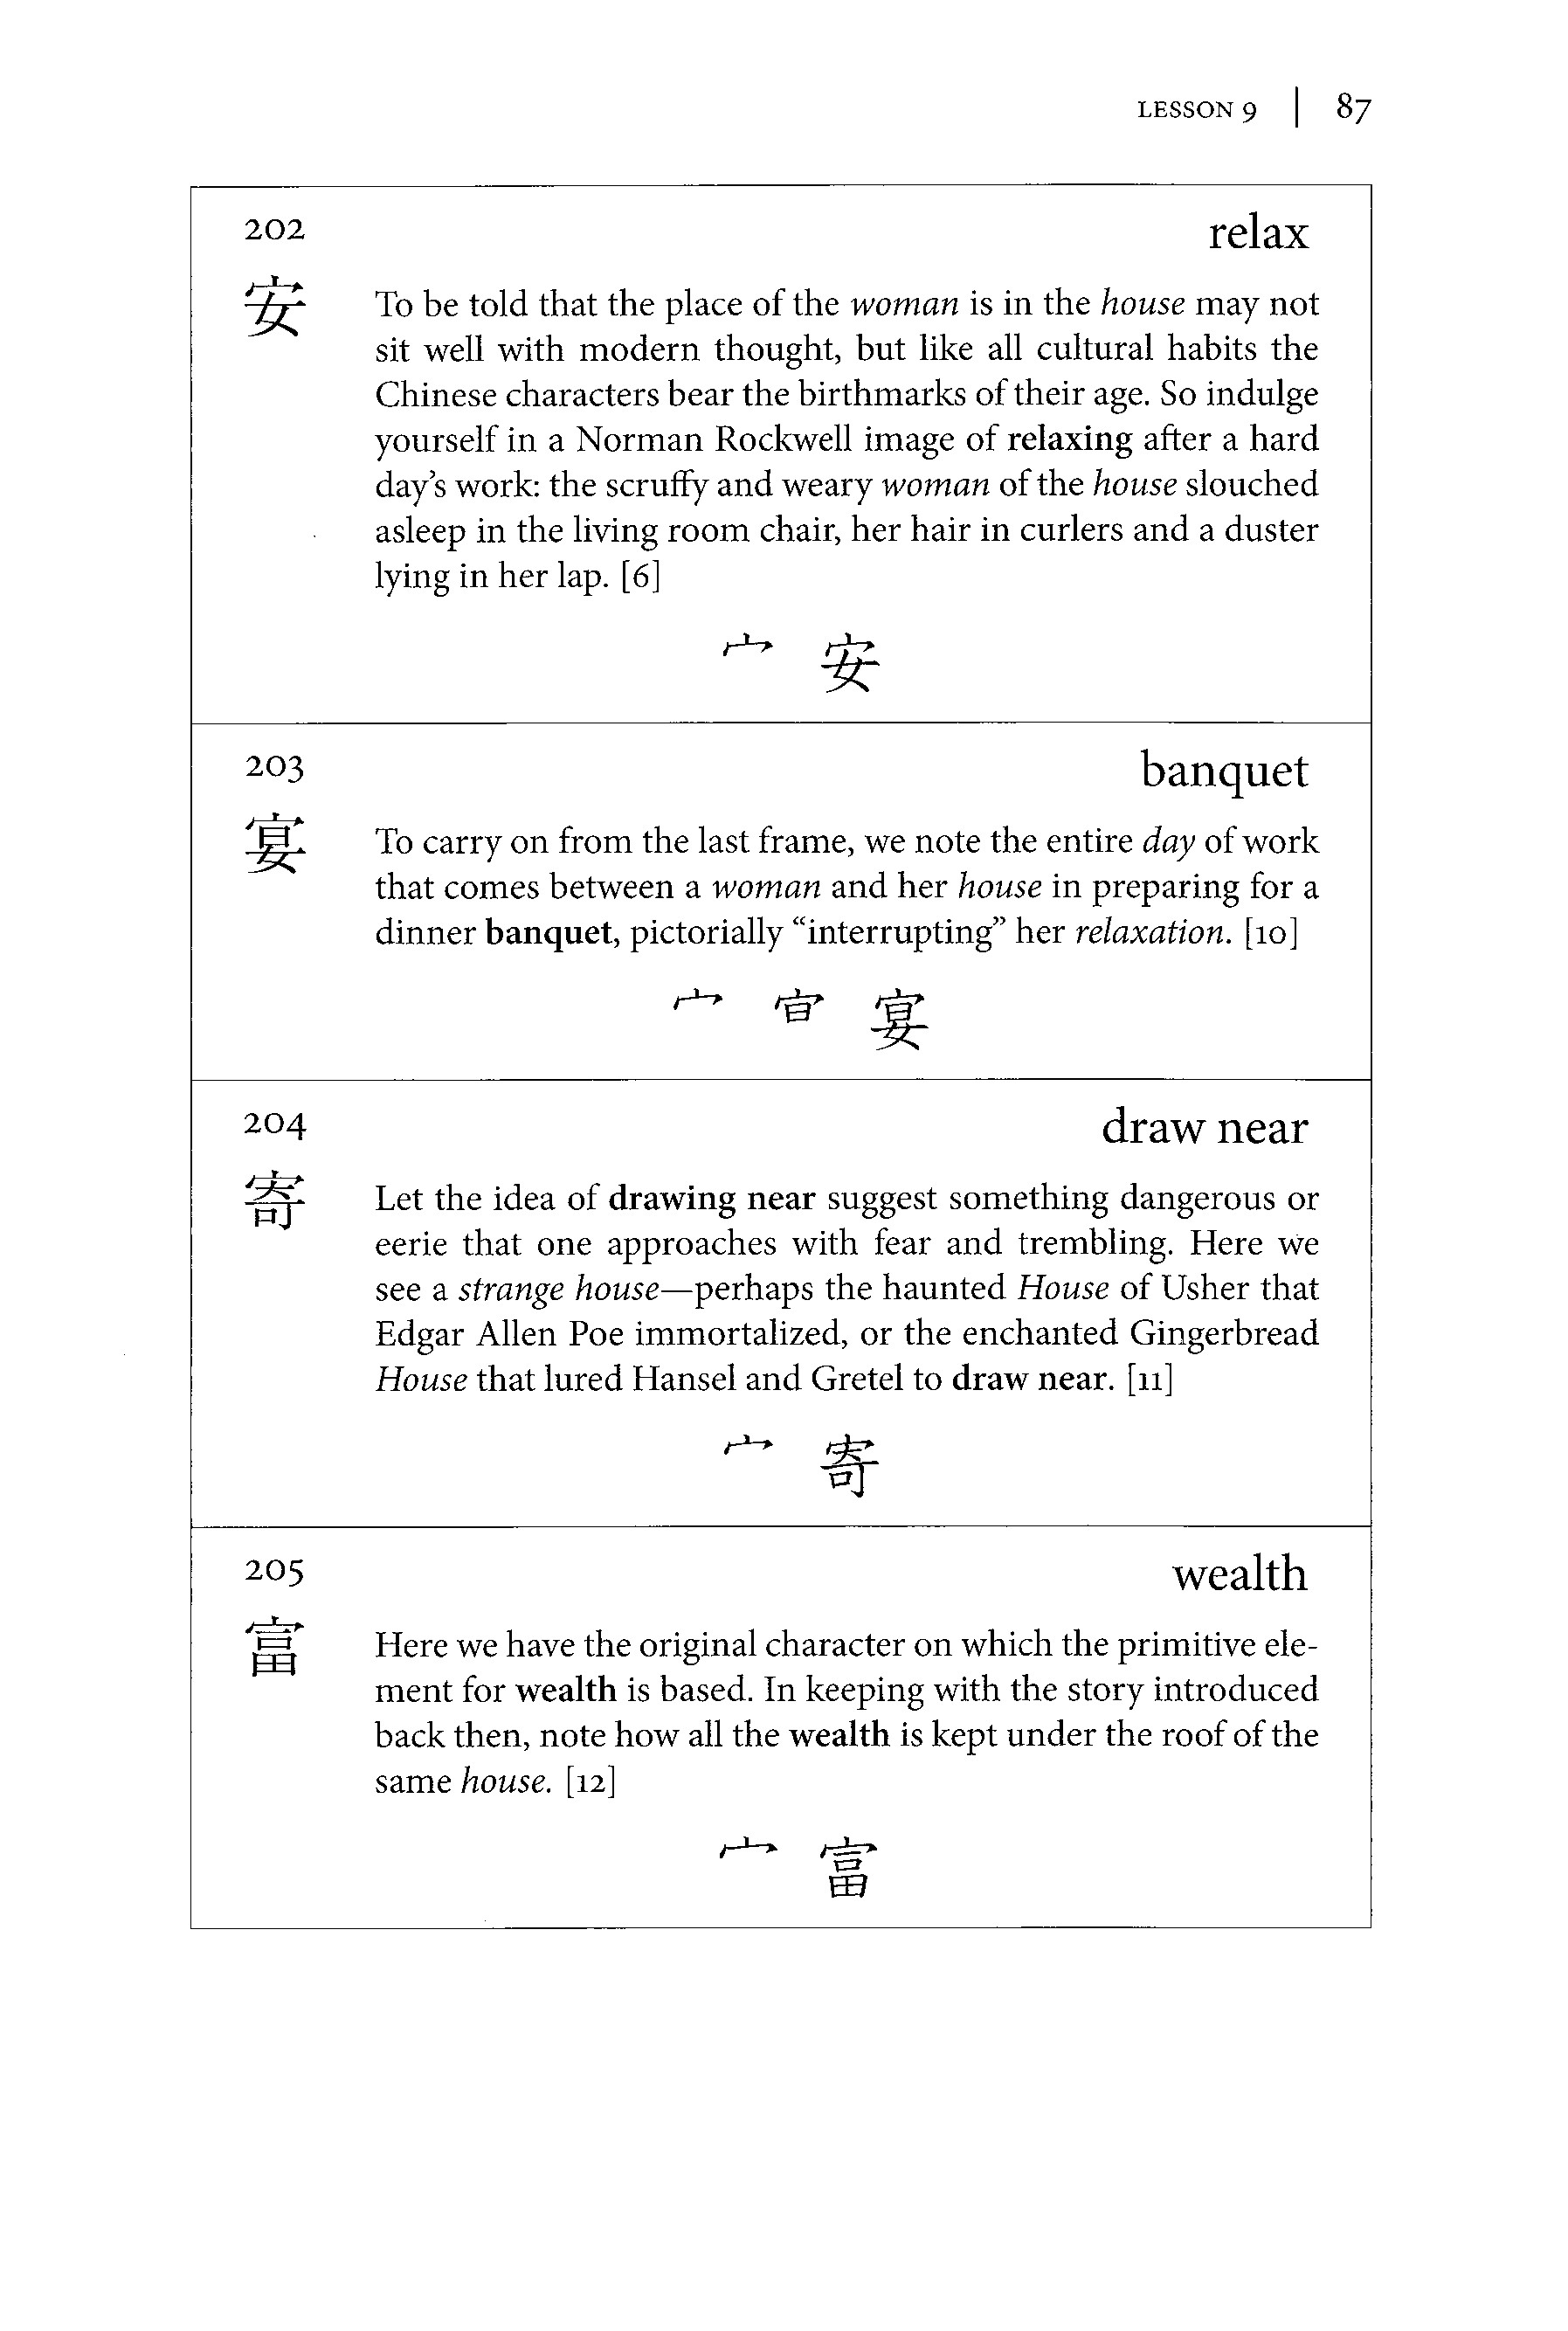 LESSON 9 | 87
202 relax
安 To be told that the place of the woman is in the house may not
sit well with modern thought, but like all cultural habits the
Chinese characters bear the birthmarks of their age. So indulge
yourself in a Norman Rockwell image of relaxing after a hard
day's work: the scruffy and weary woman of the house slouched
asleep in the living room chair, her hair in curlers and a duster
lying in her lap. [6]
宀 安
203 banquet
宴 To carry on from the last frame, we note the entire day of work
that comes between a woman and her house in preparing for a
dinner banquet, pictorially “interrupting” her relaxation. [10]
宀 㫗 宴
204 draw near
寄 Let the idea of drawing near suggest something dangerous or
eerie that one approaches with fear and trembling. Here we
see a strange house—perhaps the haunted House of Usher that
Edgar Allen Poe immortalized, or the enchanted Gingerbread
House that lured Hansel and Gretel to draw near. [11]
宀 寄
205 wealth
富 Here we have the original character on which the primitive ele-
ment for wealth is based. In keeping with the story introduced
back then, note how all the wealth is kept under the roof of the
same house. [12]
宀 富